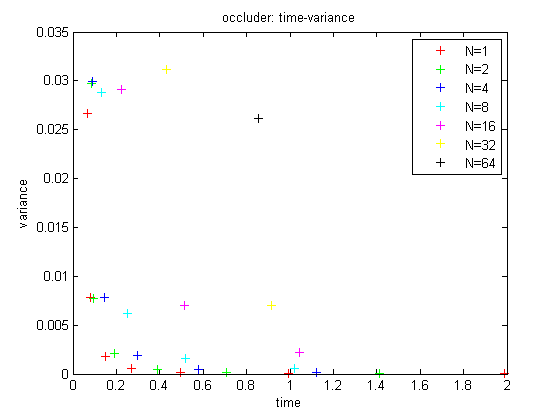 occluder: time-variance
0.035
0.03
0.025
0.02
0.015
0.01
0.005
0
variance
0 0.2 0.4 0.6 0.8 1 1.2 1.4 1.6 1.8 2
time
N=1
N=2
N=4
N=8
N=16
N=32
N=64